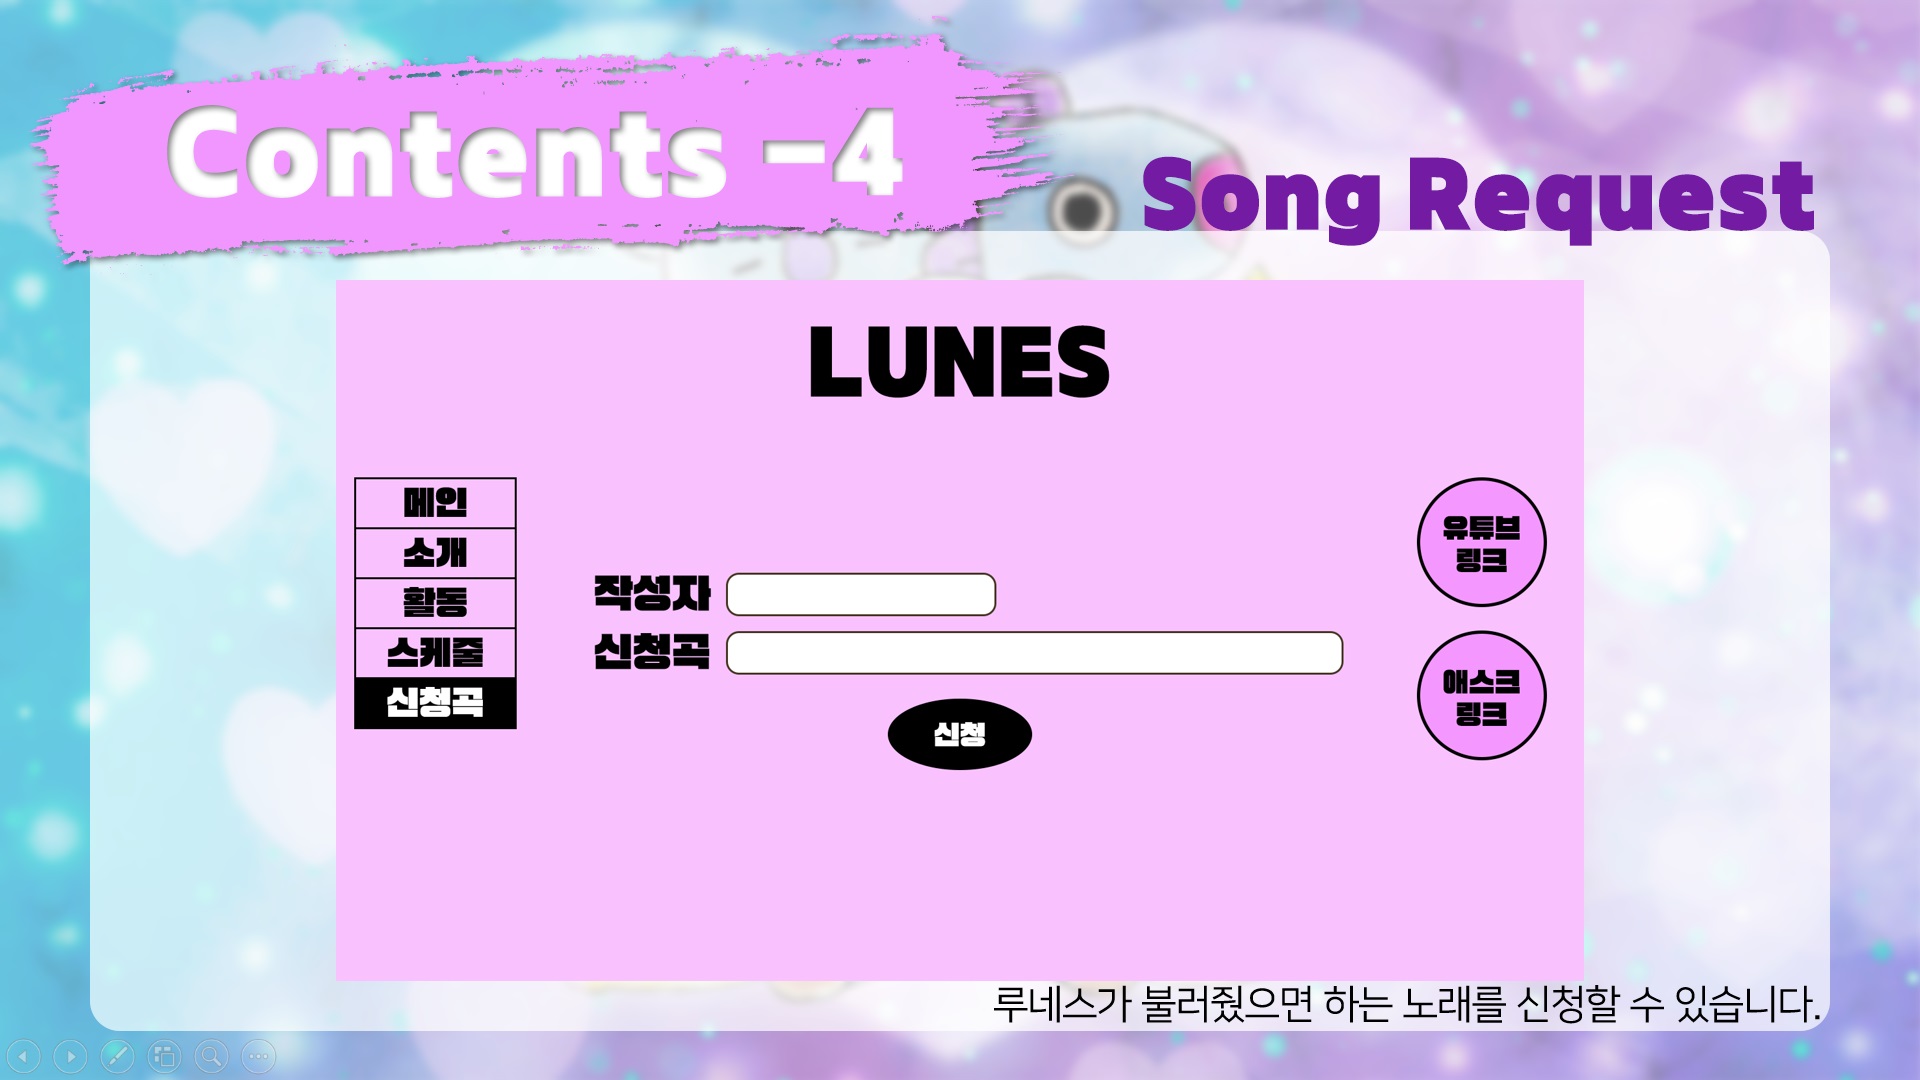 Contents -4
Song Request
LUNES
메인
소개
활동
스케줄
신청곡
작성자
신청곡
신청
유튜브
링크
애스크
링크
루네스가 불러줬으면 하는 노래를 신청할 수 있습니다.